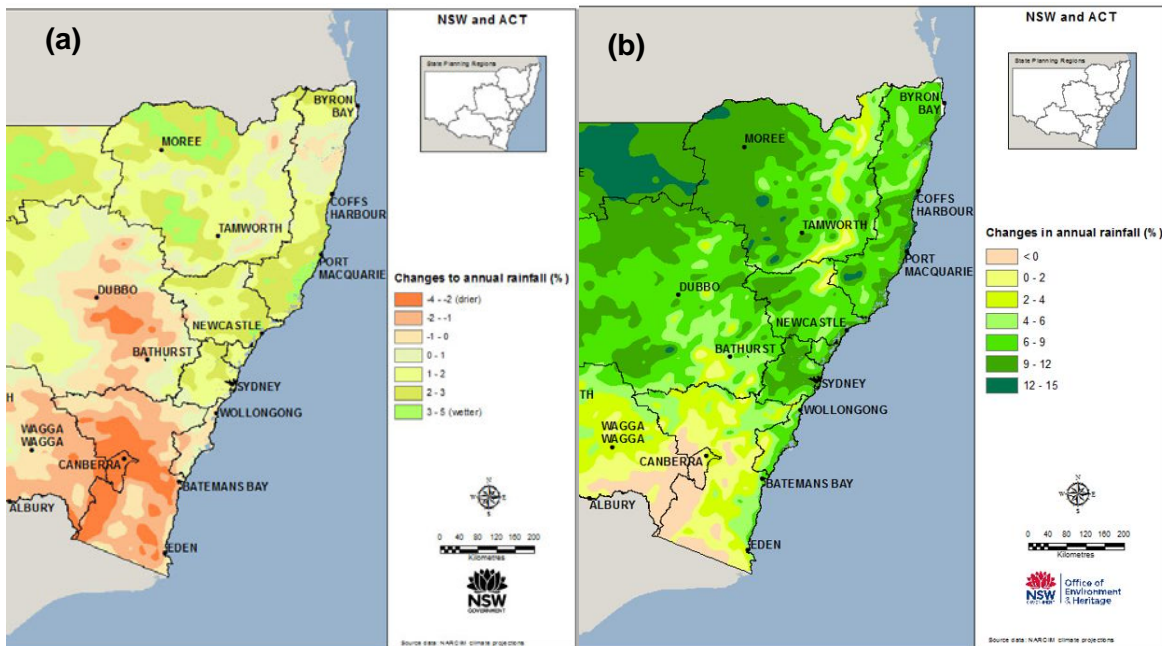 (a)
NSW and ACT
State Planning Regions
BYRON
BAY
MOREE
COFFS
HARBOUR
TAMWORTH
PORT
MACQUARIE
Changes to annual rainfall (%)
-4 - -2 (drier)
-2 - -1
-1 - 0
0 - 1
1 - 2
2 - 3
3 - 5 (wetter)
DUBBO
NEWCASTLE
BATHURST
SYDNEY
TH
WOLLONGONG
WAGGA
WAGGA
CANBERRA
BATEMANS BAY
ALBURY
EDEN
N
W
E
S
0 40 80 120 160 200
Kilometres
NSW
GOVERNMENT
Source data: NARCliM climate projections
(b)
NSW and ACT
State Planning Regions
BYRON
BAY
MOREE
E
COFFS
HARBOUR
TAMWORTH
PORT
MACQUARIE
Changes in annual rainfall (%)
< 0
0 - 2
2 - 4
4 - 6
6 - 9
9 - 12
12 - 15
DUBBO
NEWCASTLE
BATHURST
SYDNEY
TH
WOLLONGONG
WAGGA
WAGGA
CANBERRA
BATEMANS BAY
ALBURY
EDEN
N
W
E
S
0 40 80 120 160 200
Kilometres
NSW
GOVERNMENT
Office of
Environment
& Heritage
Source data: NARCliM climate projections